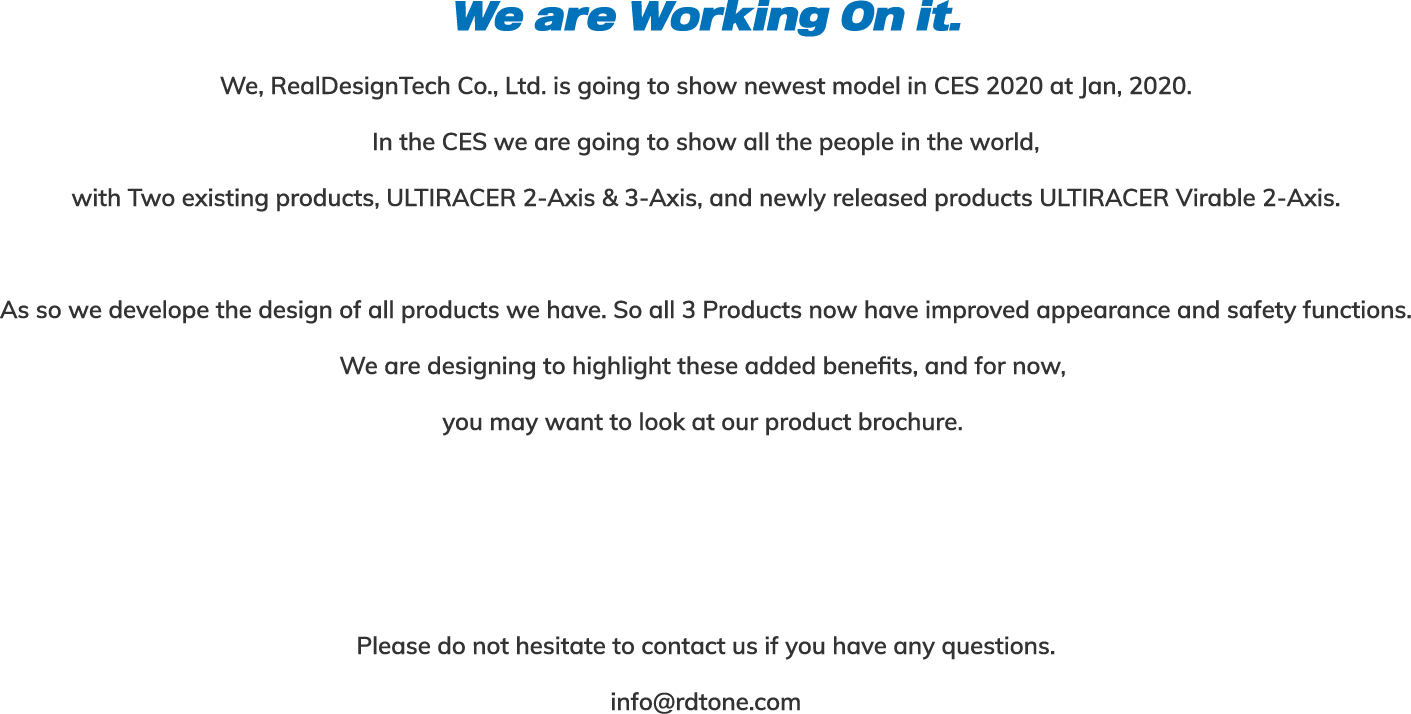 We are Working On it.
We, RealDesignTech Co., Ltd. is going to show newest model in CES 2020 at Jan, 2020.
In the CES we are going to show all the people in the world,
with Two existing products, ULTIRACER 2-Axis & 3-Axis, and newly released products ULTIRACER Virable 2-Axis.
As so we develope the design of all products we have. So all 3 Products now have improved appearance and safety functions.
We are designing to highlight these added benefits, and for now,
you may want to look at our product brochure.
Please do not hesitate to contact us if you have any questions.
info@rdtone.com